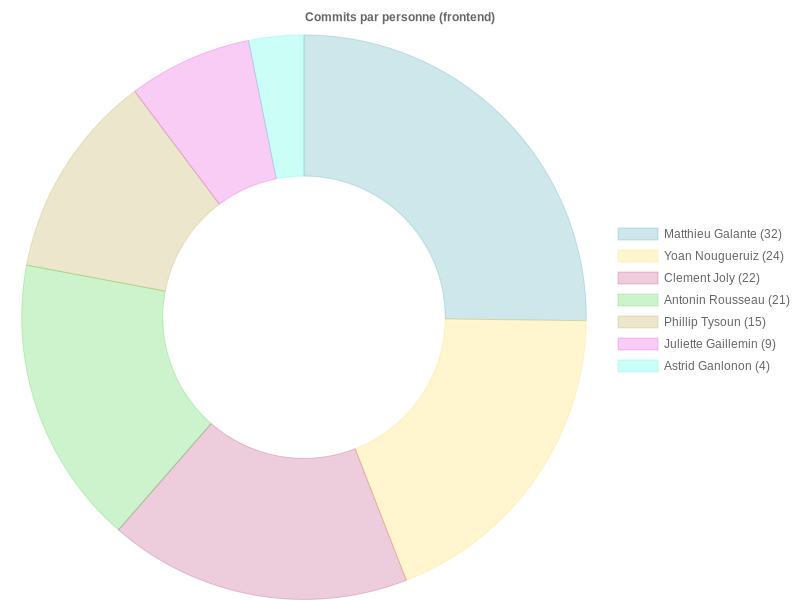 Commits par personne (frontend)
Matthieu Galante (32)
Yoan Nougueruiz (24)
Clement Joly (22)
Antonin Rousseau (21)
Phillip Tysoun (15)
Juliette Gaillemin (9)
Astrid Ganlonon (4)